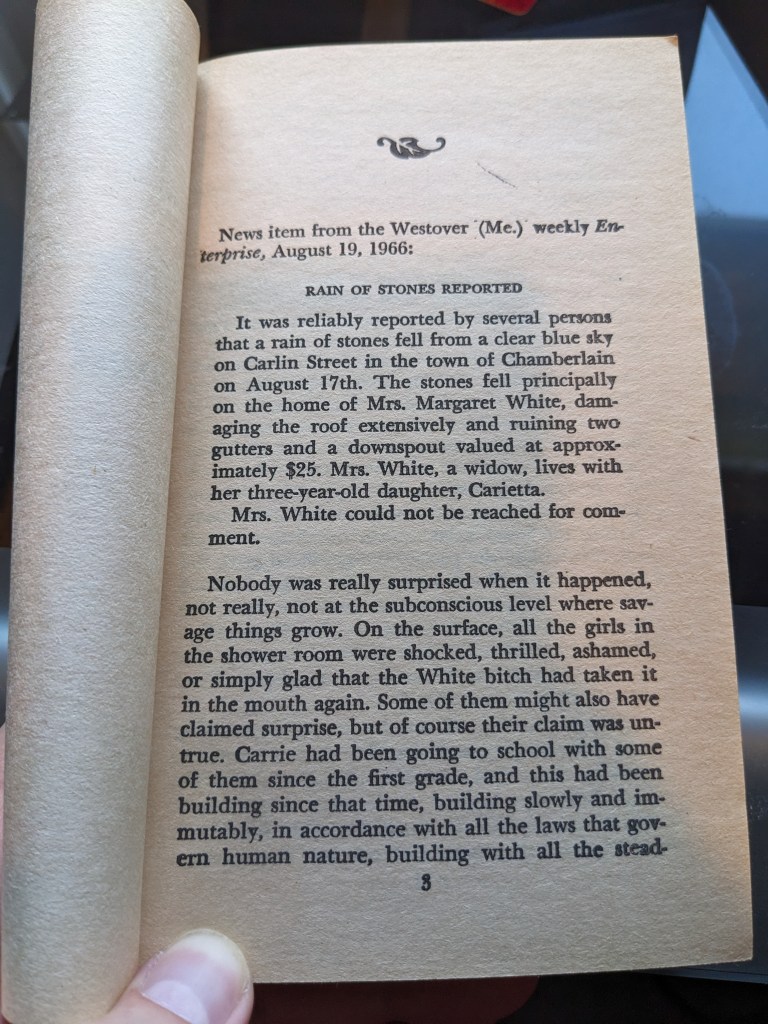 News item from the Westover (Me.) weekly En-
terprise, August 19, 1966:
RAIN OF STONES REPORTED
It was reliably reported by several persons
that a rain of stones fell from a clear blue sky
on Carlin Street in the town of Chamberlain
on August 17th. The stones fell principally
on the home of Mrs. Margaret White, dam-
aging the roof extensively and ruining two
gutters and a downspout valued at approx-
imately $25. Mrs. White, a widow, lives with
her three-year-old daughter, Carietta.
Mrs. White could not be reached for com-
ment.
Nobody was really surprised when it happened,
not really, not at the subconscious level where sav-
age things grow. On the surface, all the girls in
the shower room were shocked, thrilled, ashamed,
or simply glad that the White bitch had taken it
in the mouth again. Some of them might also have
claimed surprise, but of course their claim was un-
true. Carrie had been going to school with some
of them since the first grade, and this had been
building since that time, building slowly and im-
mutably, in accordance with all the laws that gov-
ern human nature, building with all the stead-
3